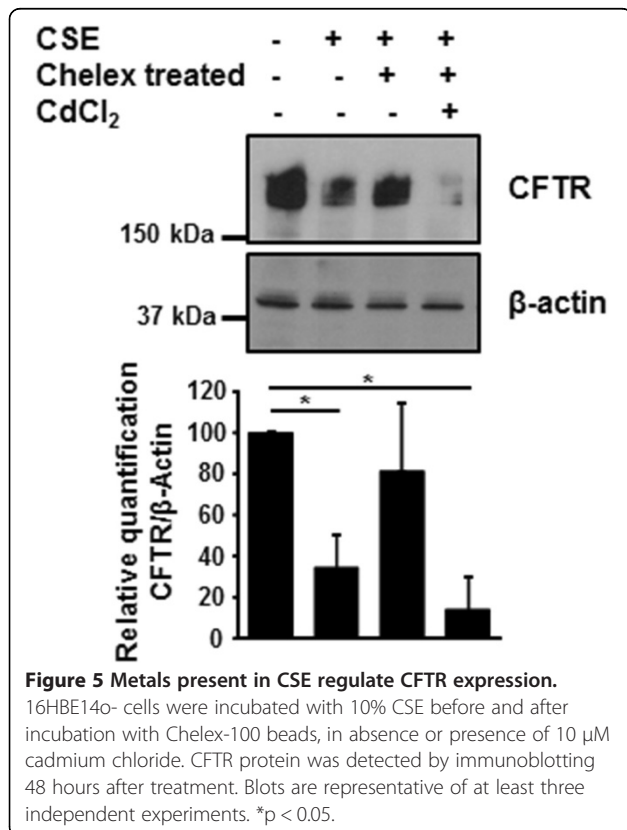 CSE - + + +
Chelex treated - - + +
CdCl₂ - - - +
CFTR
150 kDa
β-actin
37 kDa
Relative quantification
CFTR/β-Actin
120
100
80
60
40
20
0
*
*
Figure 5 Metals present in CSE regulate CFTR expression.
16HBE14o- cells were incubated with 10% CSE before and after
incubation with Chelex-100 beads, in absence or presence of 10 μM
cadmium chloride. CFTR protein was detected by immunoblotting
48 hours after treatment. Blots are representative of at least three
independent experiments. *p < 0.05.